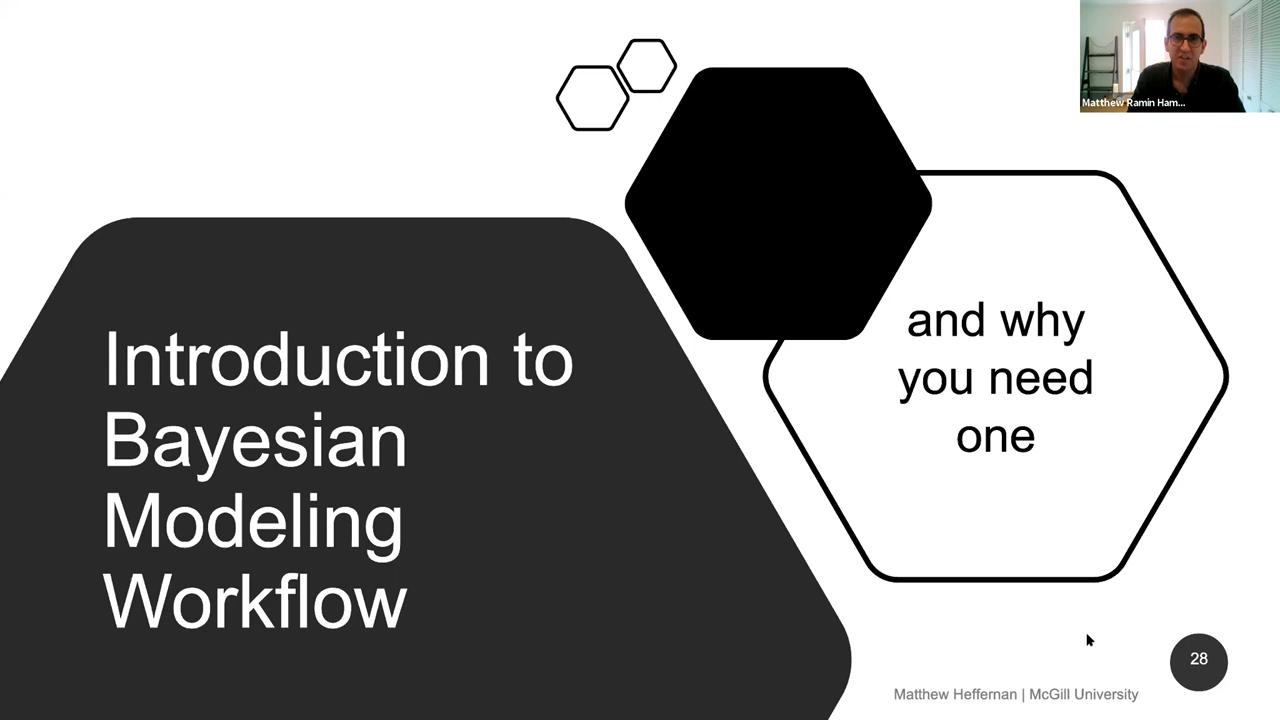 Matthew Ramin Ham...
Introduction to
Bayesian
Modeling
Workflow
and why
you need
one
28
Matthew Heffernan | McGill University